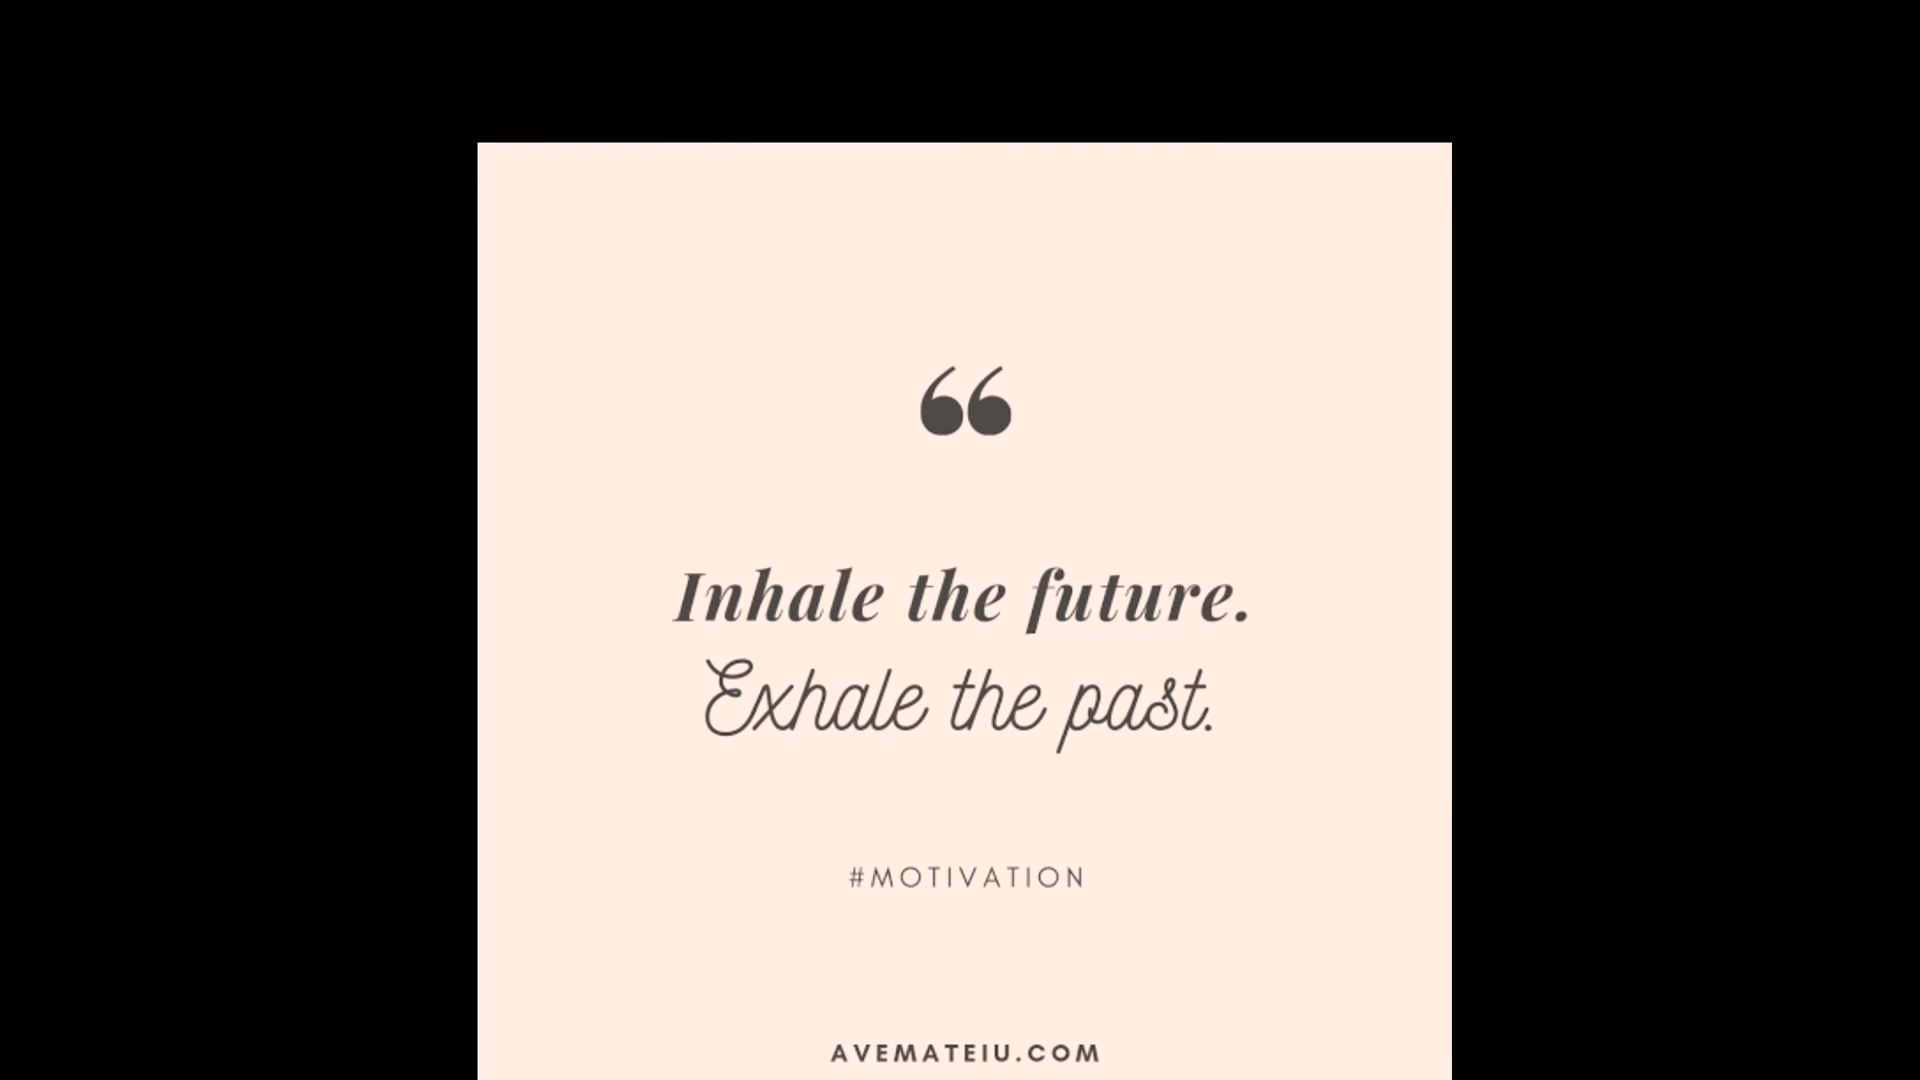 “
Inhale the future.
Exhale the past.
#MOTIVATION
AVEMATEIU.COM